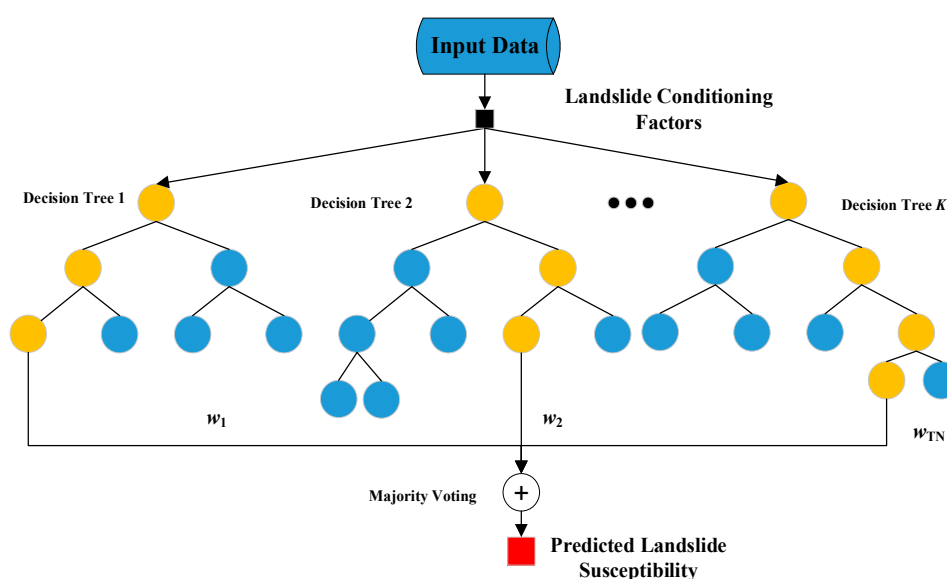 Input Data
Landslide Conditioning
Factors
Decision Tree 1
Decision Tree 2
Decision Tree K
w1
w2
wTN
Majority Voting
+
Predicted Landslide
Susceptibility